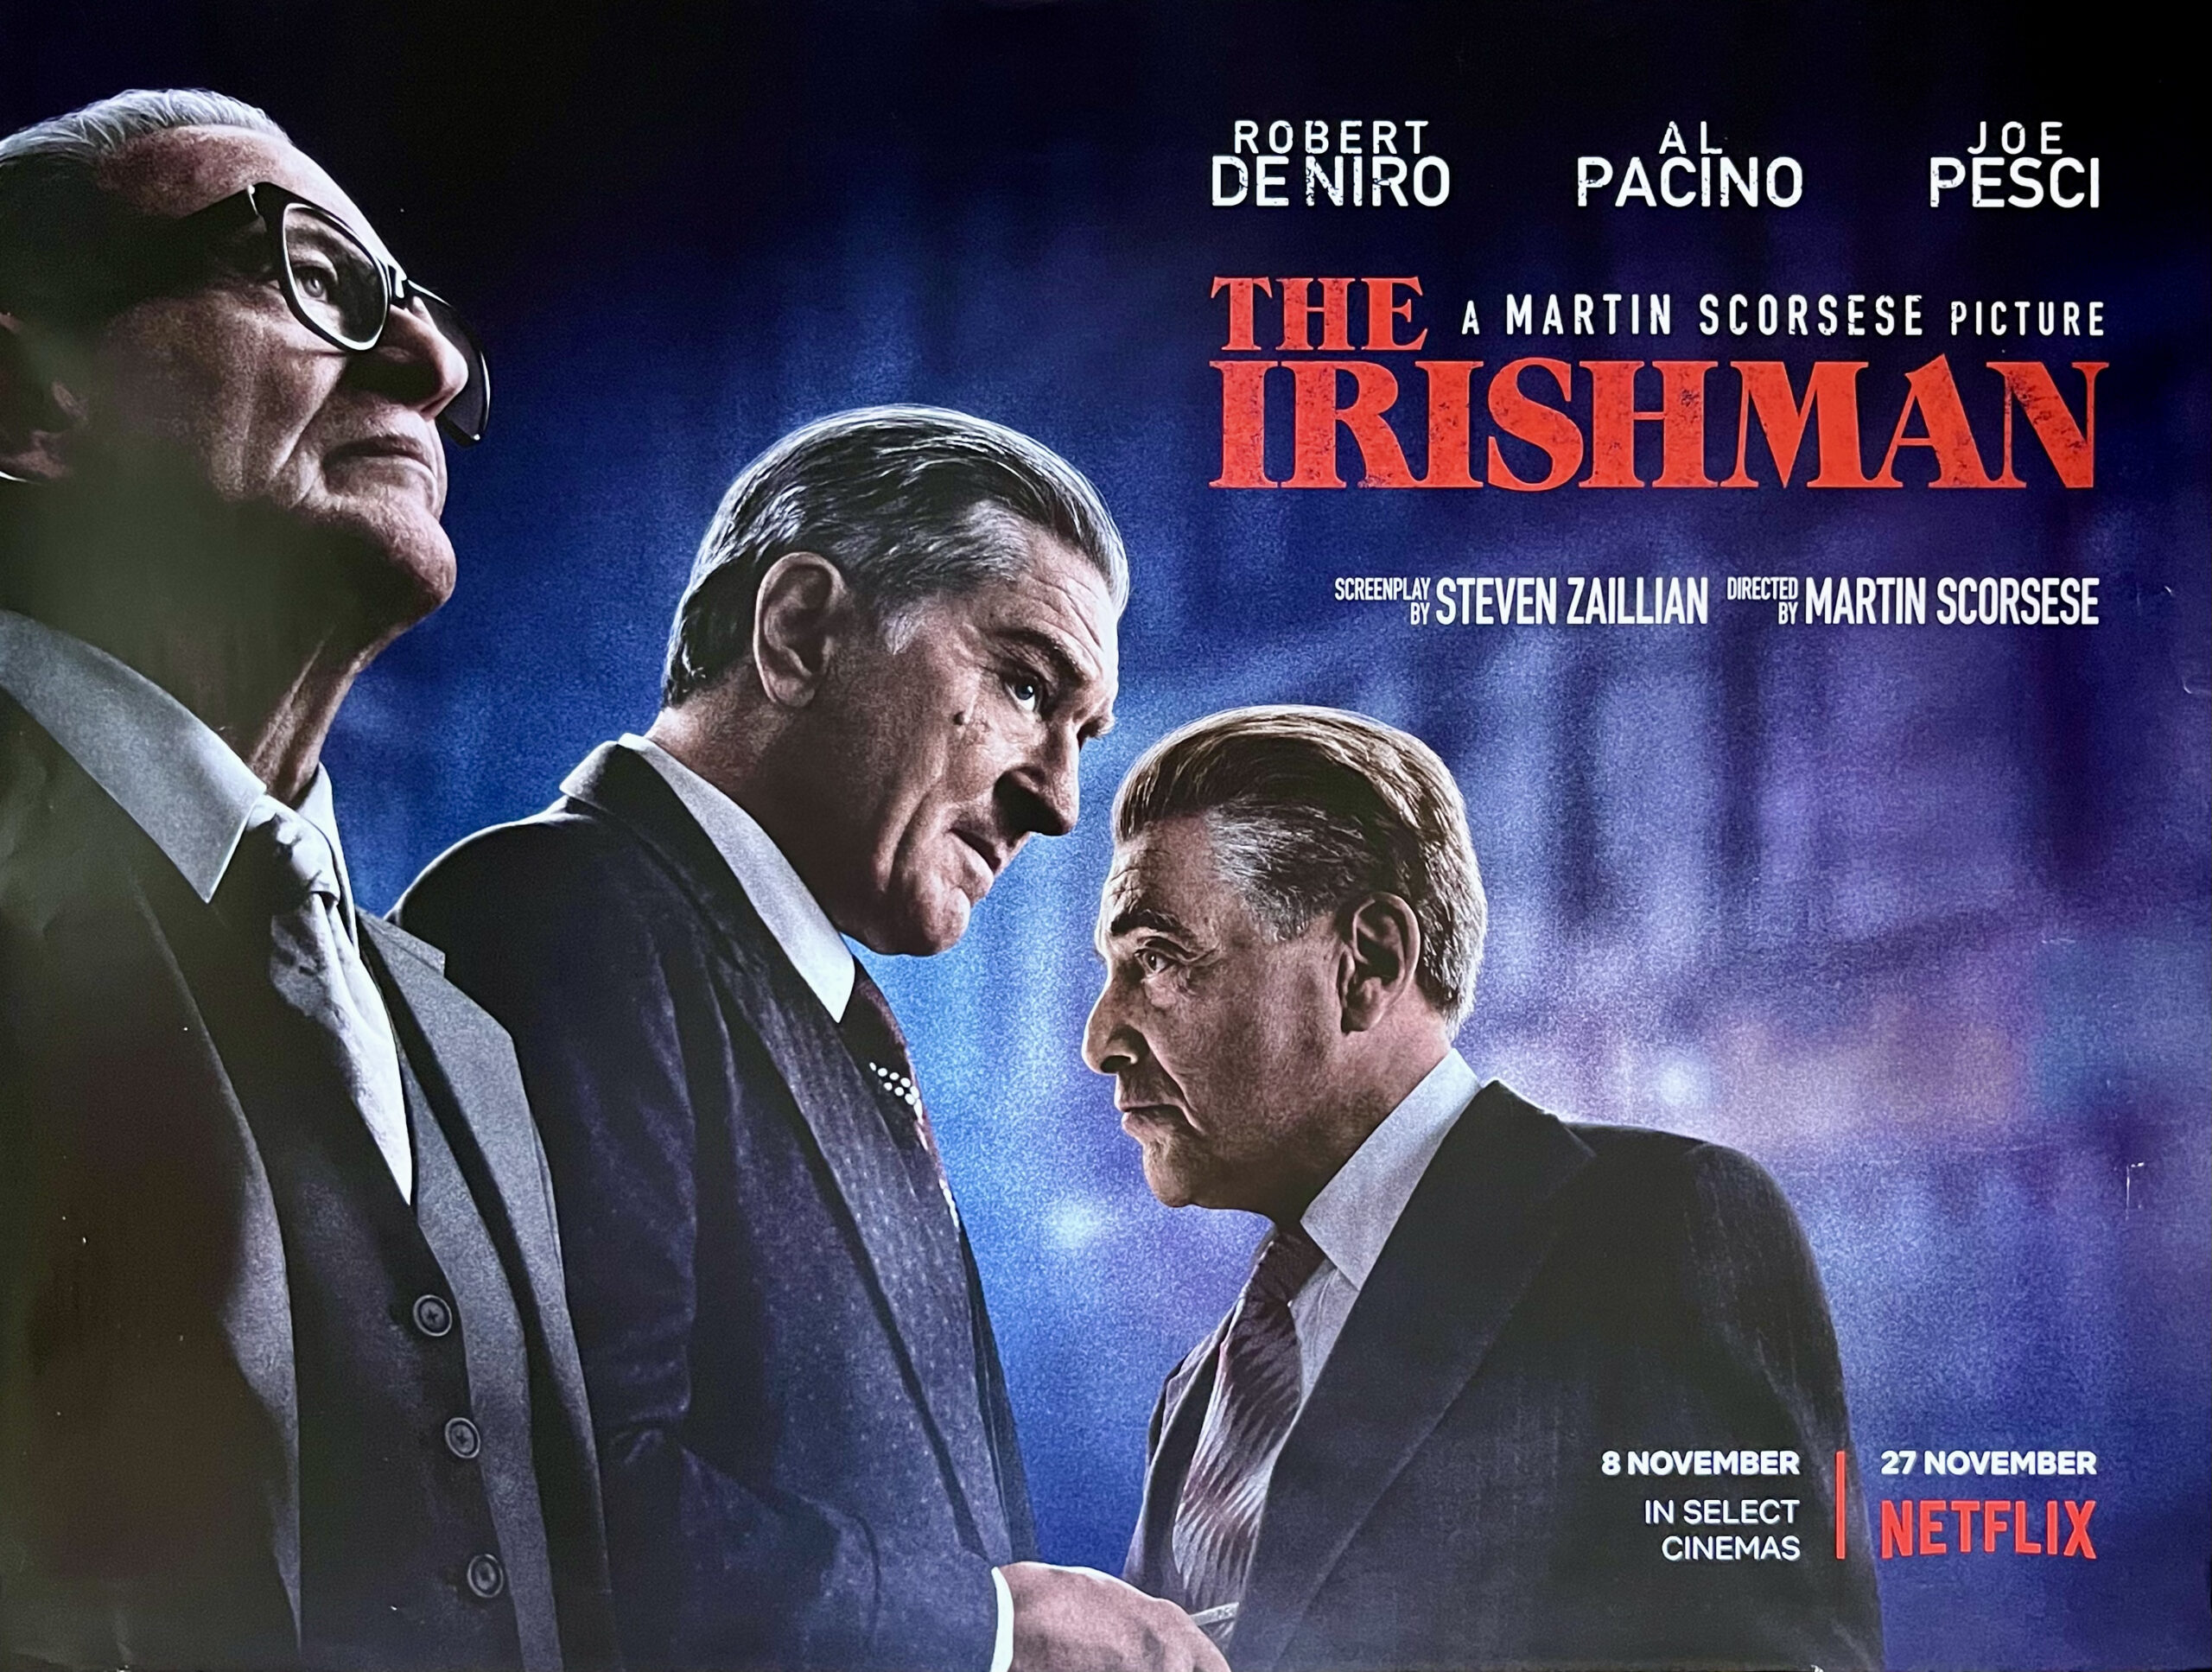 ROBERT DE NIRO
AL PACINO
JOE PESCI
THE
A MARTIN SCORSESE PICTURE
IRISHMAN
SCREENPLAY BY STEVEN ZAILLIAN DIRECTED BY MARTIN SCORSESE
8 NOVEMBER
IN SELECT
CINEMAS
27 NOVEMBER
NETFLIX